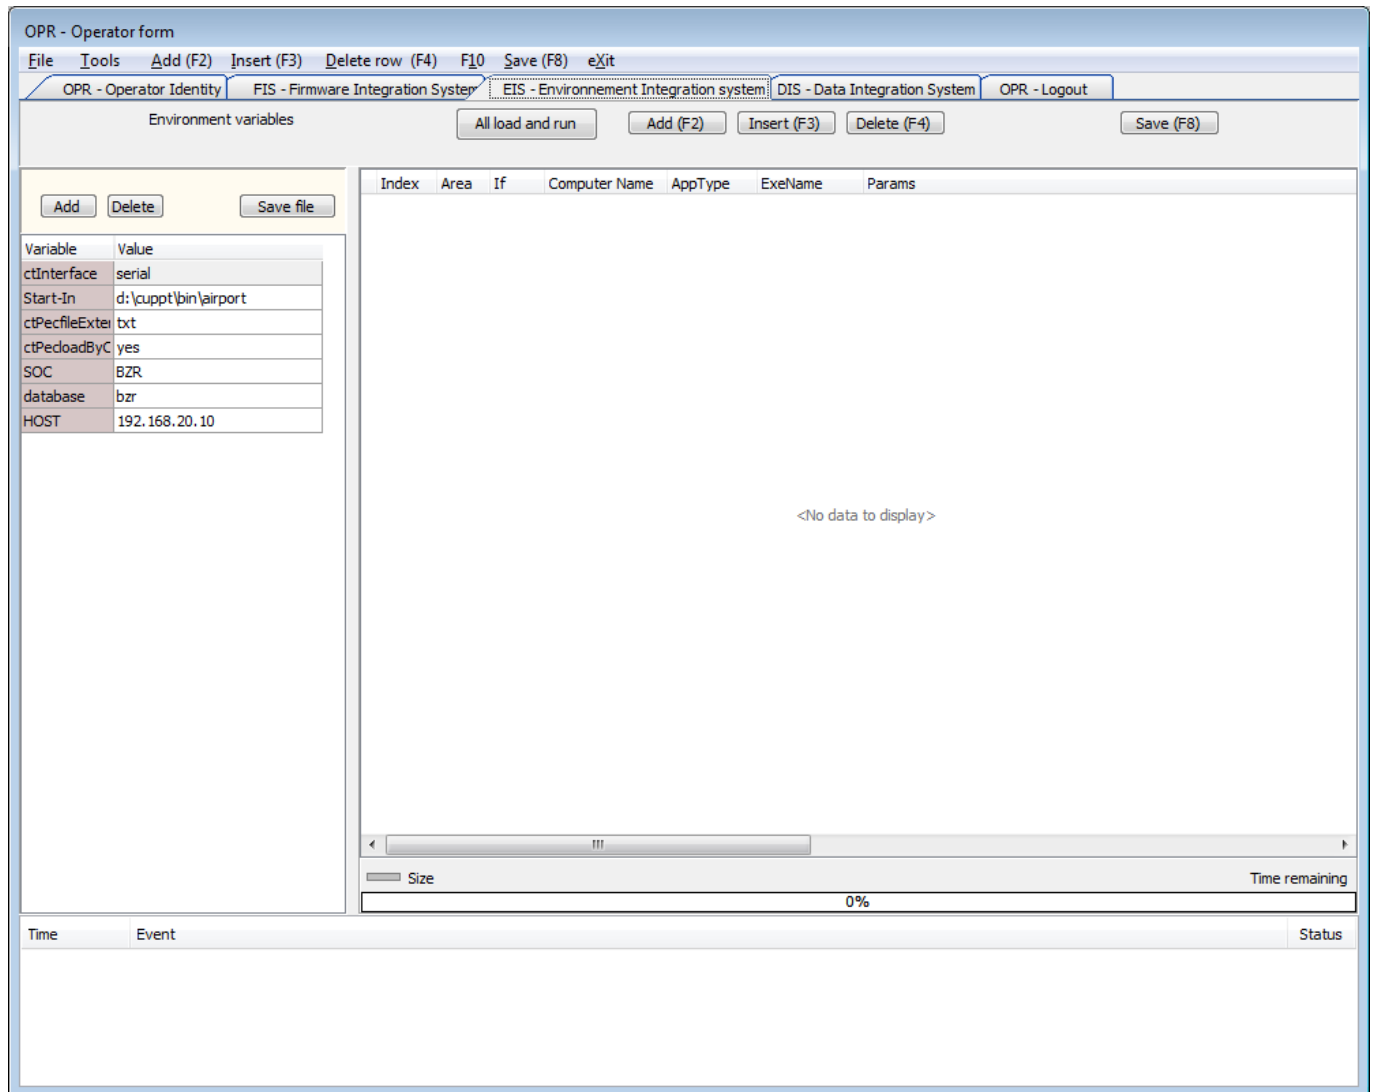 OPR - Operator form
File Tools Add (F2) Insert (F3) Delete row (F4) F10 Save (F8) eXit
OPR - Operator Identity FIS - Firmware Integration System EIS - Environnement Integration system DIS - Data Integration System OPR - Logout
Environment variables All load and run Add (F2) Insert (F3) Delete (F4) Save (F8)
Index Area If Computer Name AppType ExeName Params
Add Delete Save file
Variable Value
ctInterface serial
Start-In d:\cuppt\bin\airport
ctPecfileExter txt
ctPecloadByC yes
SOC BZR
database bzr
HOST 192.168.20.10
<No data to display>
Size Time remaining
0%
Time Event Status